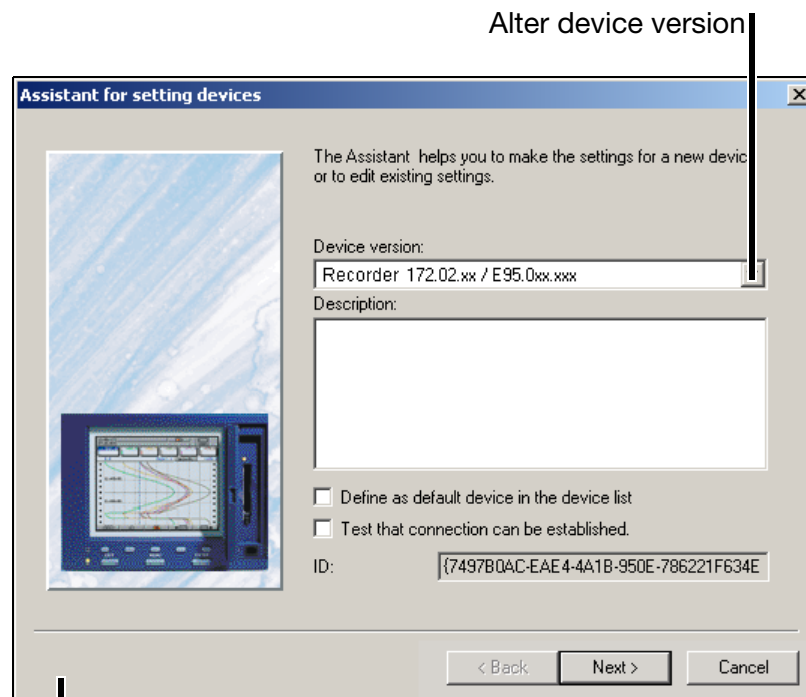 Alter device version
Assistant for setting devices
The Assistant helps you to make the settings for a new devic
or to edit existing settings.
Device version:
Recorder 172.02.xx / E95.0xx.xxx
Description:
Define as default device in the device list
Test that connection can be established.
ID:
{7497B0AC-EAE4-4A1B-950E-786221F634E
< Back
Next >
Cancel